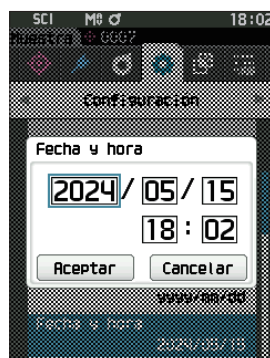 SCI M0 18:02
Muestra 0007
Configuración
Fecha y hora
2024/ 05/ 15
18 : 02
Aceptar Cancelar
yyyy/mm/dd
Fecha y hora
2024/05/15